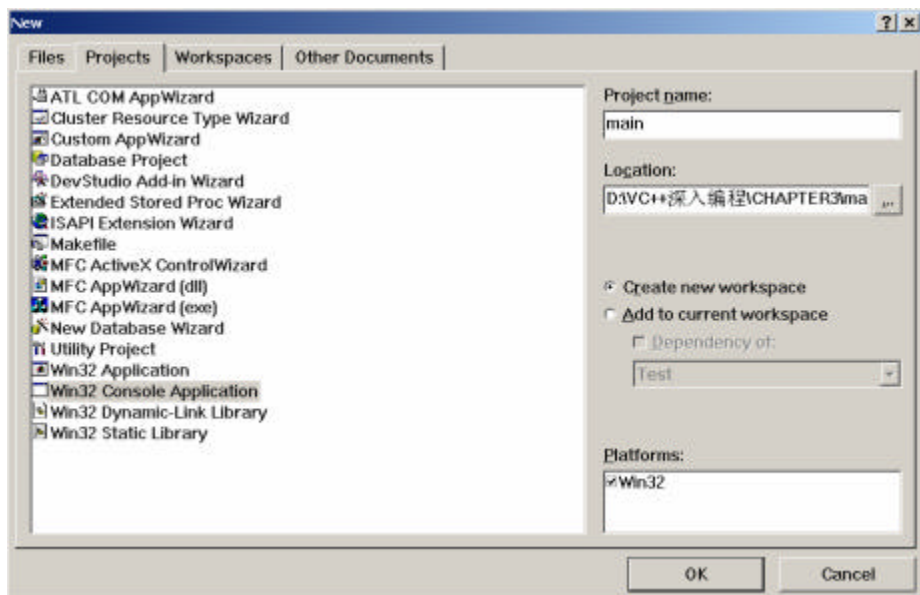 New
Files Projects Workspaces Other Documents
ATL COM AppWizard
Cluster Resource Type Wizard
Custom AppWizard
Database Project
DevStudio Add-in Wizard
Extended Stored Proc Wizard
ISAPI Extension Wizard
Makefile
MFC ActiveX ControlWizard
MFC AppWizard (dll)
MFC AppWizard (exe)
New Database Wizard
Utility Project
Win32 Application
Win32 Console Application
Win32 Dynamic-Link Library
Win32 Static Library
Project name:
main
Location:
D:\VC++深入编程\CHAPTER3\ma
...
Create new workspace
Add to current workspace
Dependency of:
Test
Platforms:
Win32
OK Cancel